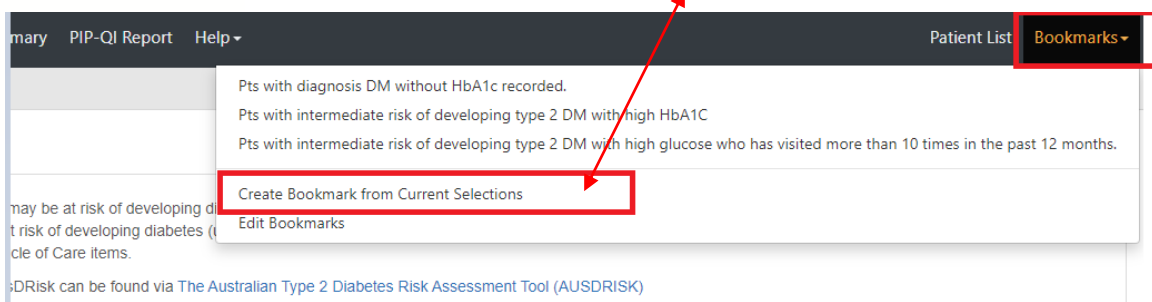 PIP-QI Report Help Patient List Bookmarks
Pts with diagnosis DM without HbA1c recorded.
Pts with intermediate risk of developing type 2 DM with high HbA1C
Pts with intermediate risk of developing type 2 DM with high glucose who has visited more than 10 times in the past 12 months.
Create Bookmark from Current Selections
may be at risk of developing
Edit Bookmarks
risk of developing diabetes
of Care items.
can be found via The Australian Type 2 Diabetes Risk Assessment Tool (AUSDRISK)